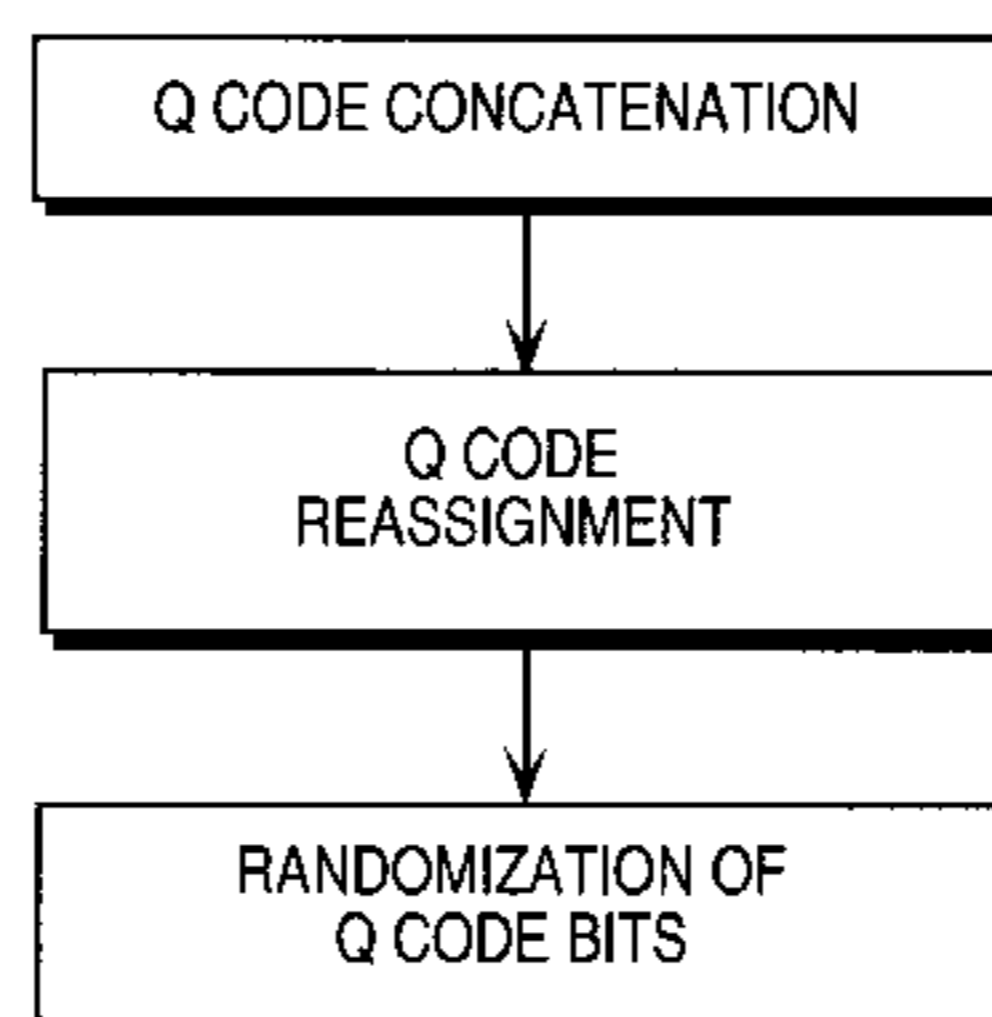 Q CODE CONCATENATION
Q CODE
REASSIGNMENT
RANDOMIZATION OF
Q CODE BITS